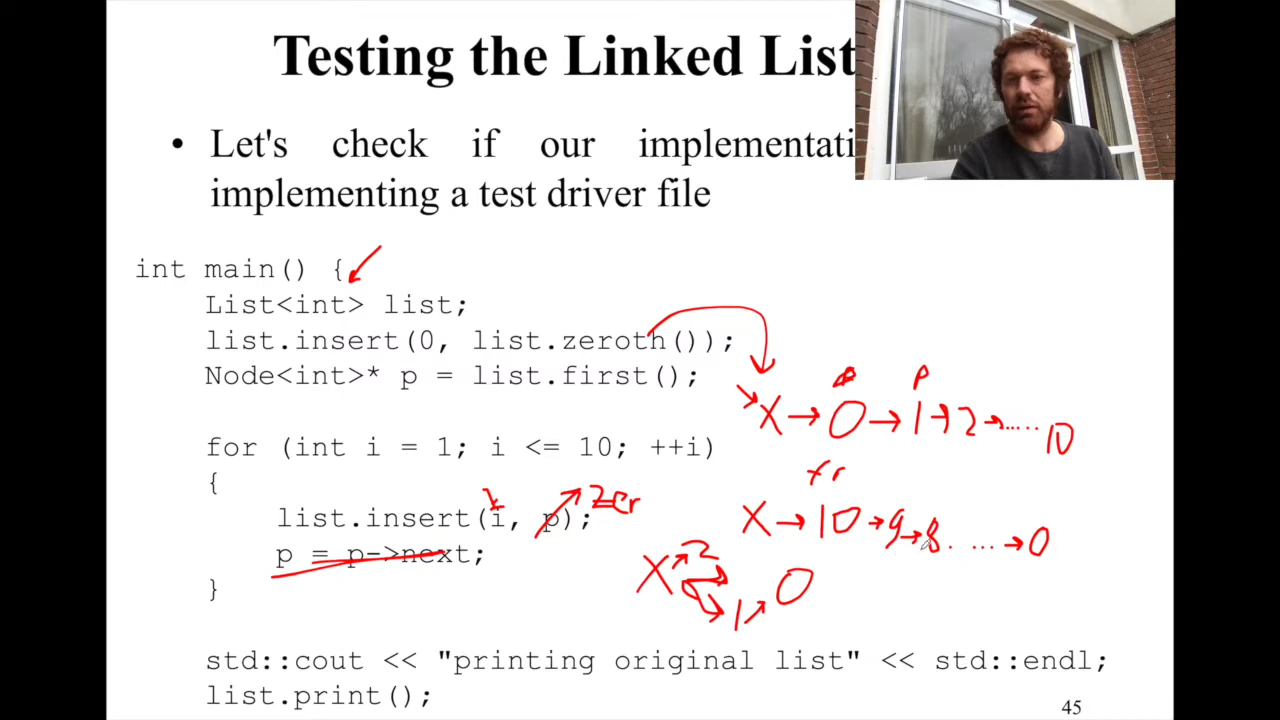 Testing the Linked List
• Let's check if our implementati
implementing a test driver file
int main() {
List<int> list;
list.insert(0, list.zeroth());
Node<int>* p = list.first();
for (int i = 1; i <= 10; ++i)
{
list.insert(i, p);
p = p->next;
}
std::cout << "printing original list" << std::endl;
list.print();
p
X → 0 → 1 → 2 → ..... 10
X → 10 → 9 → 8 . ... → 0
zer
X 2 0
1
45